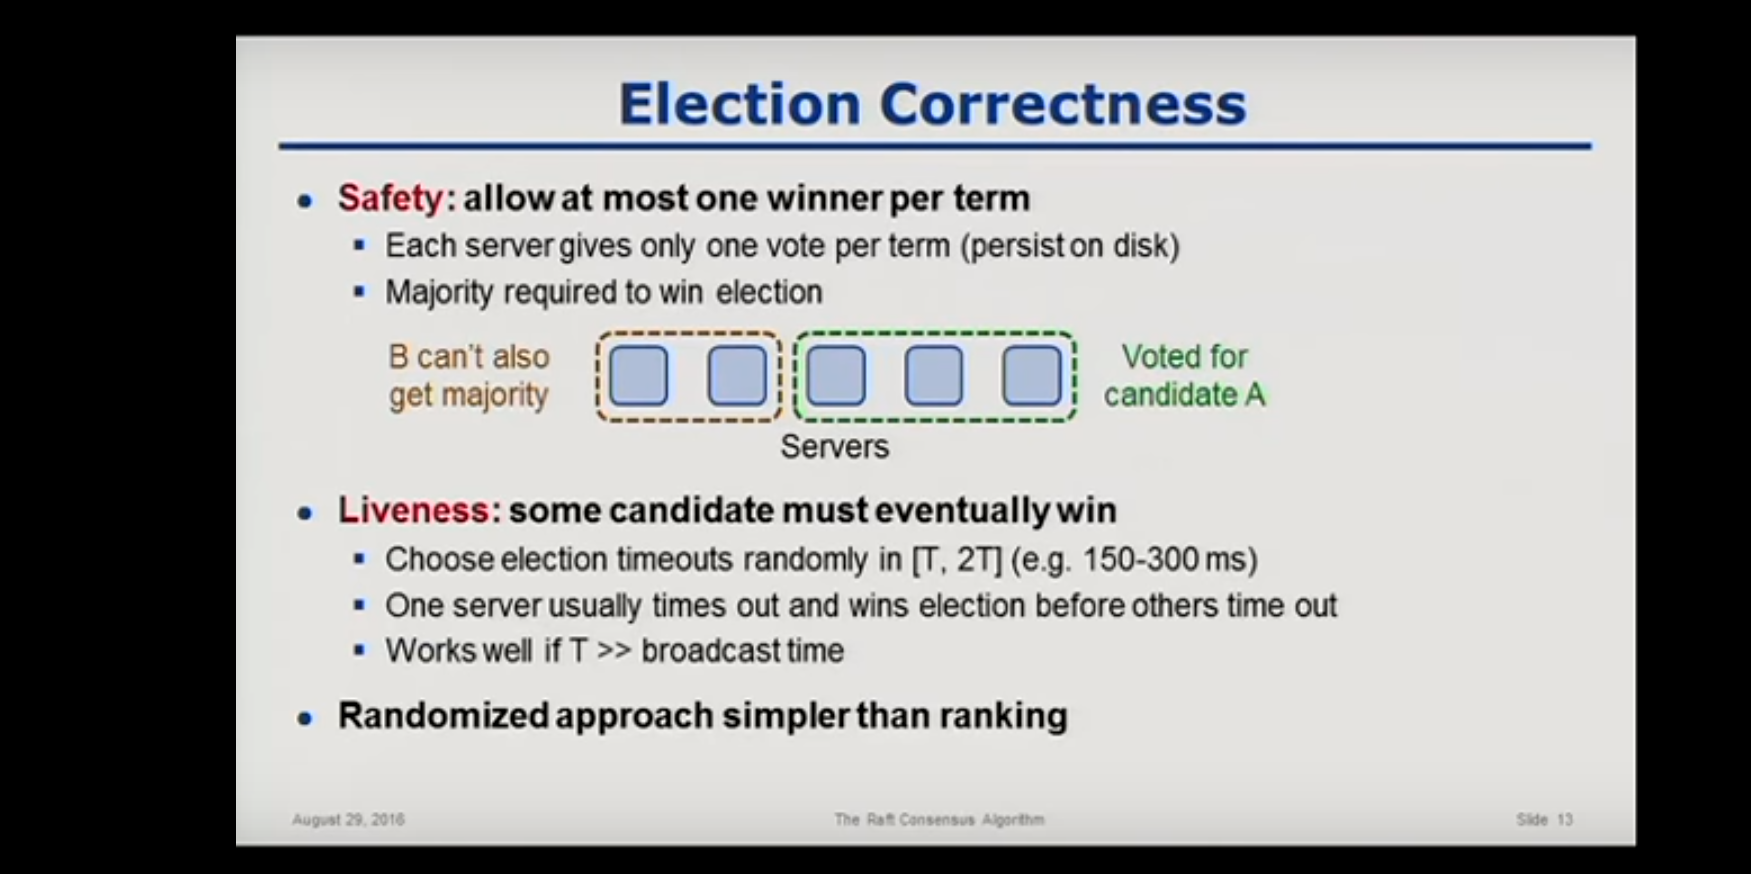 Election Correctness
Safety: allow at most one winner per term
Each server gives only one vote per term (persist on disk)
Majority required to win election
B can't also
get majority
Voted for
candidate A
Servers
Liveness: some candidate must eventually win
Choose election timeouts randomly in [T, 2T] (e.g. 150-300 ms)
One server usually times out and wins election before others time out
Works well if T >> broadcast time
Randomized approach simpler than ranking
August 29, 2016
The Raft Consensus Algorithm
Slide 13